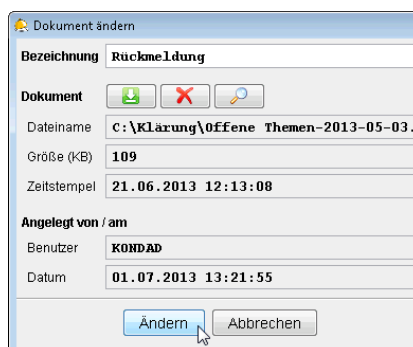 Dokument ändern
Bezeichnung Rückmeldung
Dokument
Dateiname C:\Klärung\Offene Themen-2013-05-03.
Größe (KB) 109
Zeitstempel 21.06.2013 12:13:08
Angelegt von / am
Benutzer KONDAD
Datum 01.07.2013 13:21:55
Ändern Abbrechen